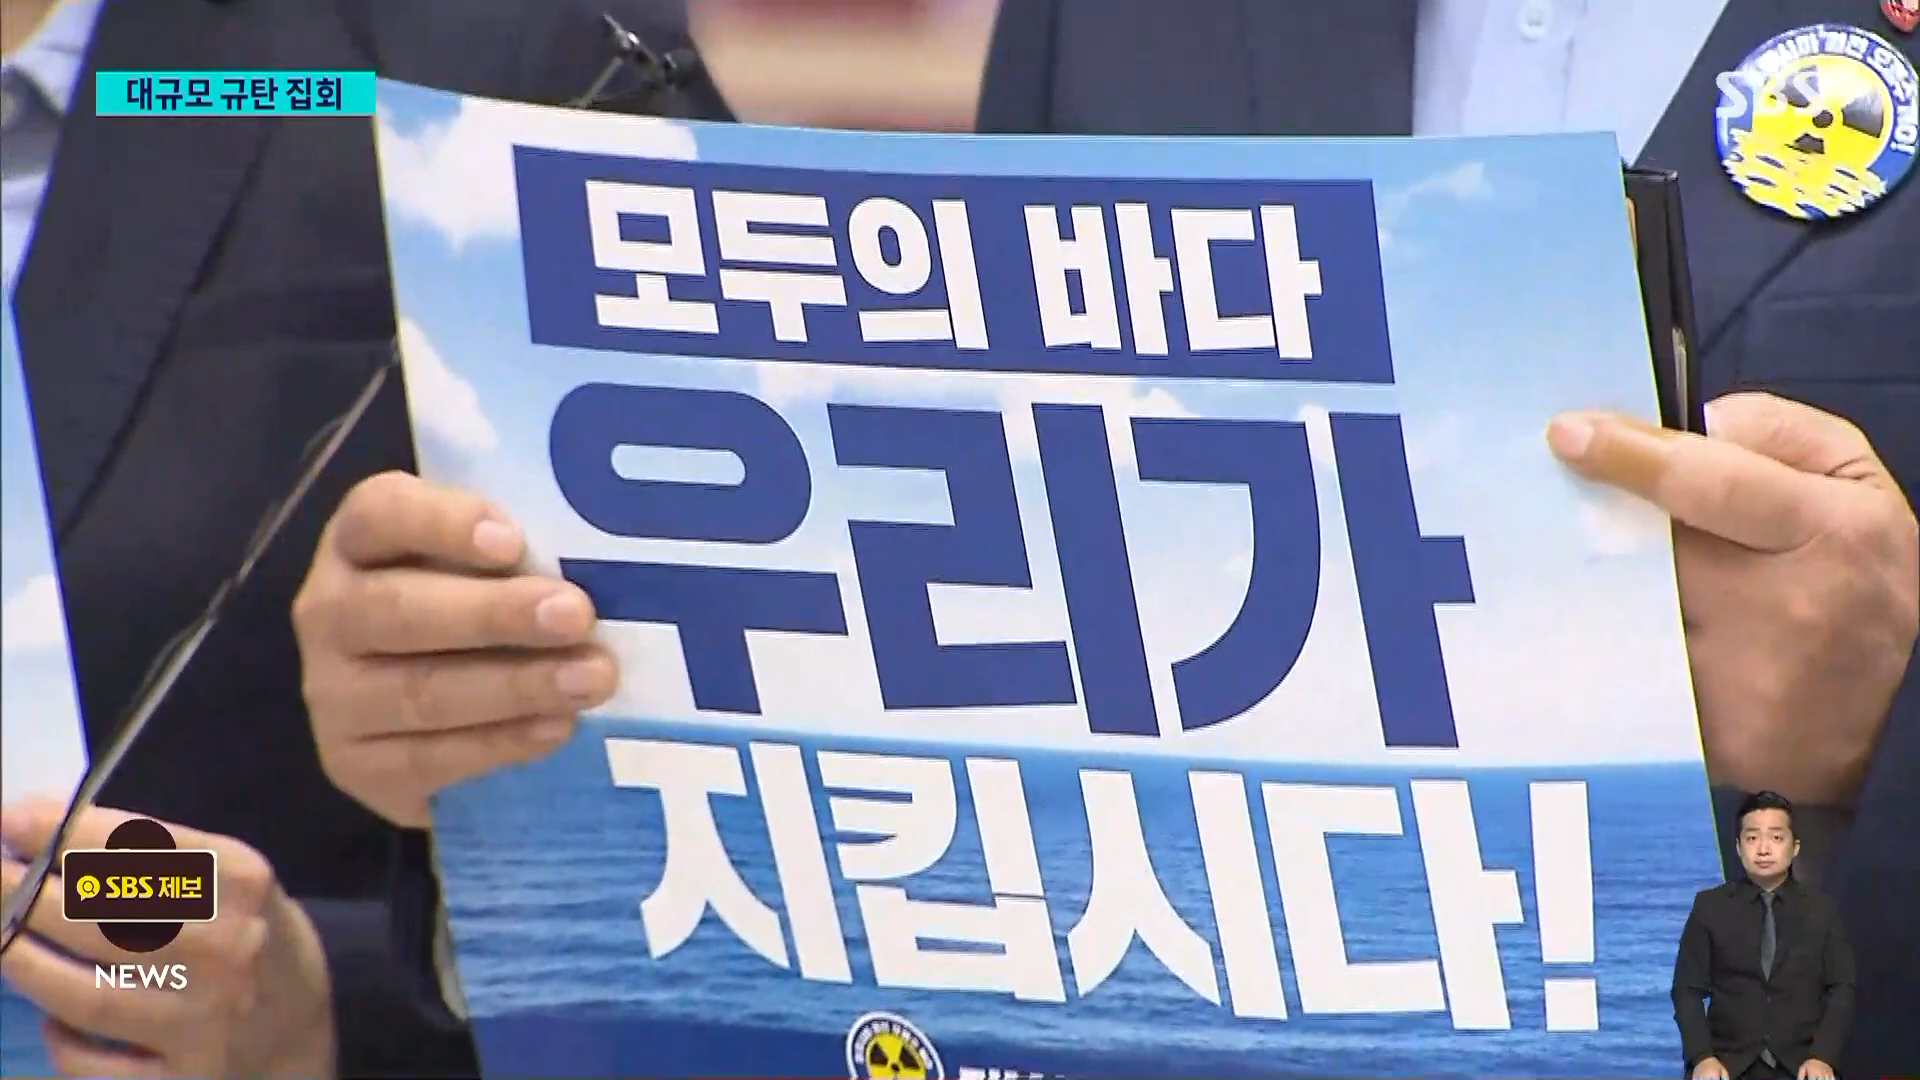 대규모 규탄 집회
SBS
모두의 바다
우리가
지킵시다!
SBS 제보
NEWS